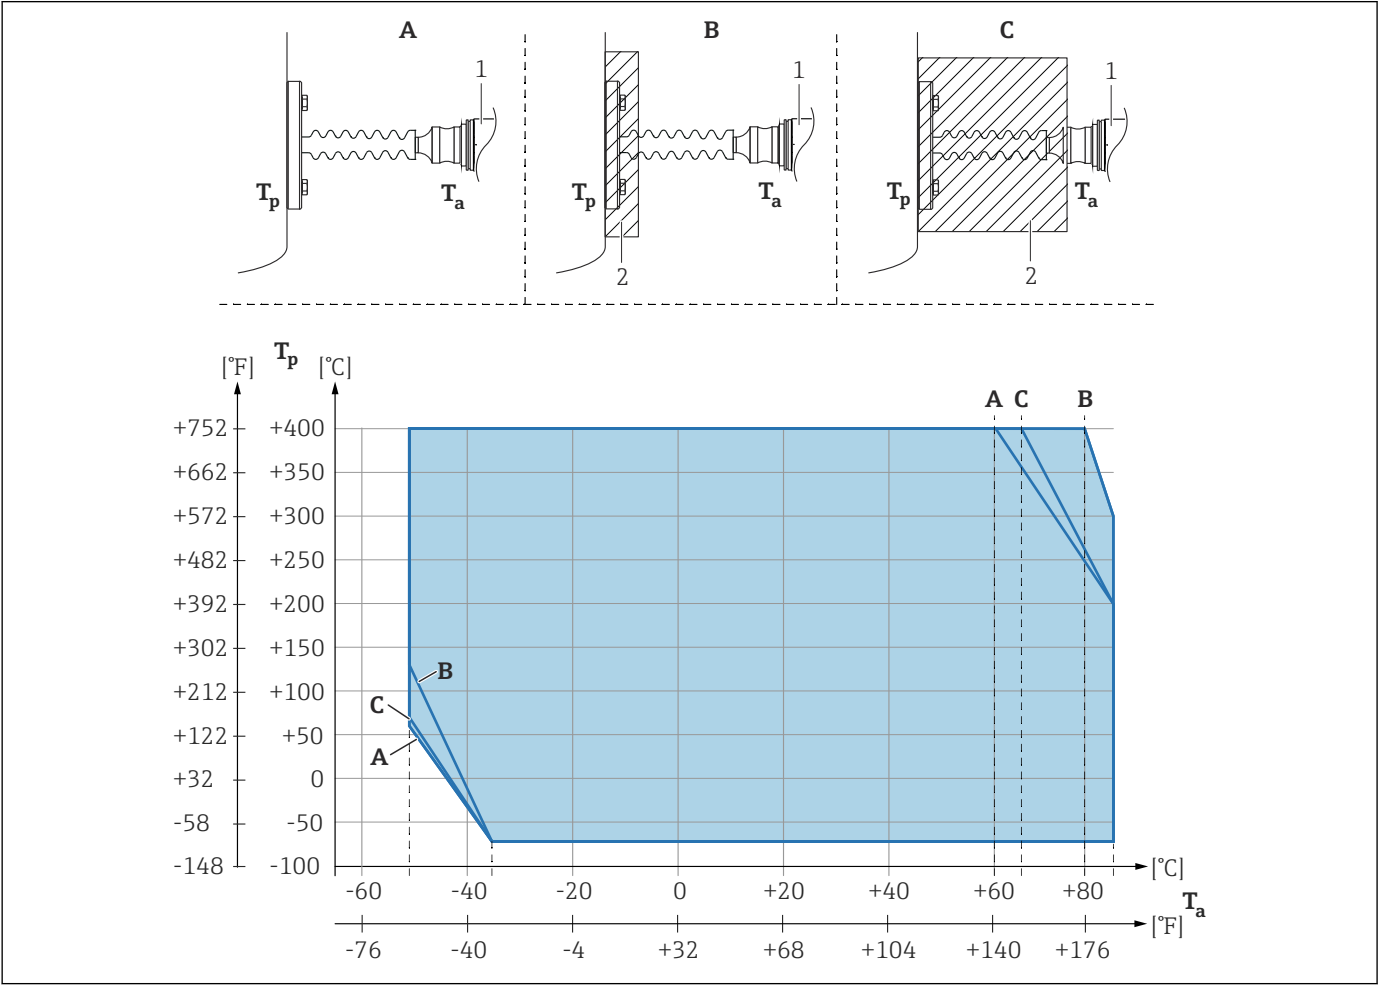 A B C
1 1 1
Tp Ta Tp Ta Tp Ta
2 2
Tp
[°F] [°C]
A C B
+752 +400
+662 +350
+572 +300
+482 +250
+392 +200
+302 +150
B
+212 +100
C
+122 +50
A
+32 0
-58 -50
-148 -100
[°C]
-60 -40 -20 0 +20 +40 +60 +80
Ta
[°F]
-76 -40 -4 +32 +68 +104 +140 +176